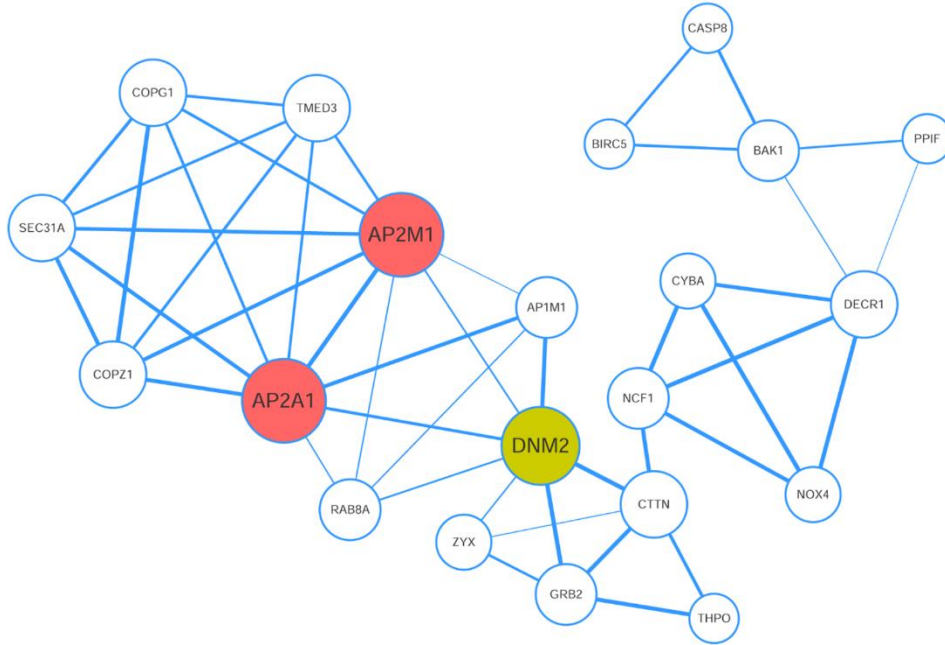 CASP8
COPG1
TMED3
BIRC5
BAK1
PPIF
SEC31A
AP2M1
CYBA
AP1M1
DECR1
COPZ1
AP2A1
NCF1
DNM2
NOX4
RAB8A
CTTN
ZYX
GRB2
THPO